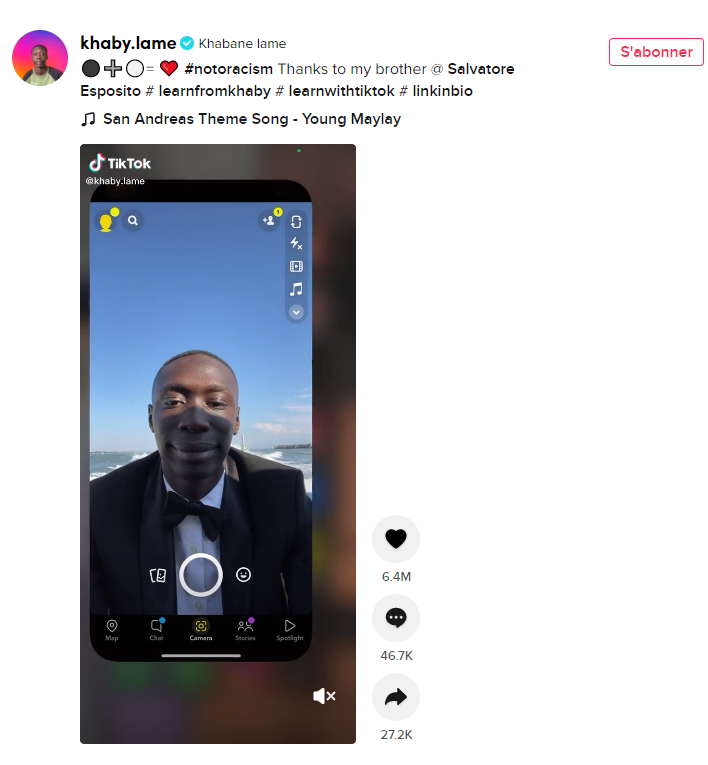 khaby.lame Khabane lame
S'abonner
= #notoracism Thanks to my brother @ Salvatore
Esposito # learnfromkhaby # learnwithtiktok # linkinbio
San Andreas Theme Song - Young Maylay
TikTok
@khaby.lame
1
Map Chat Camera Stories Spotlight
6.4M
46.7K
27.2K